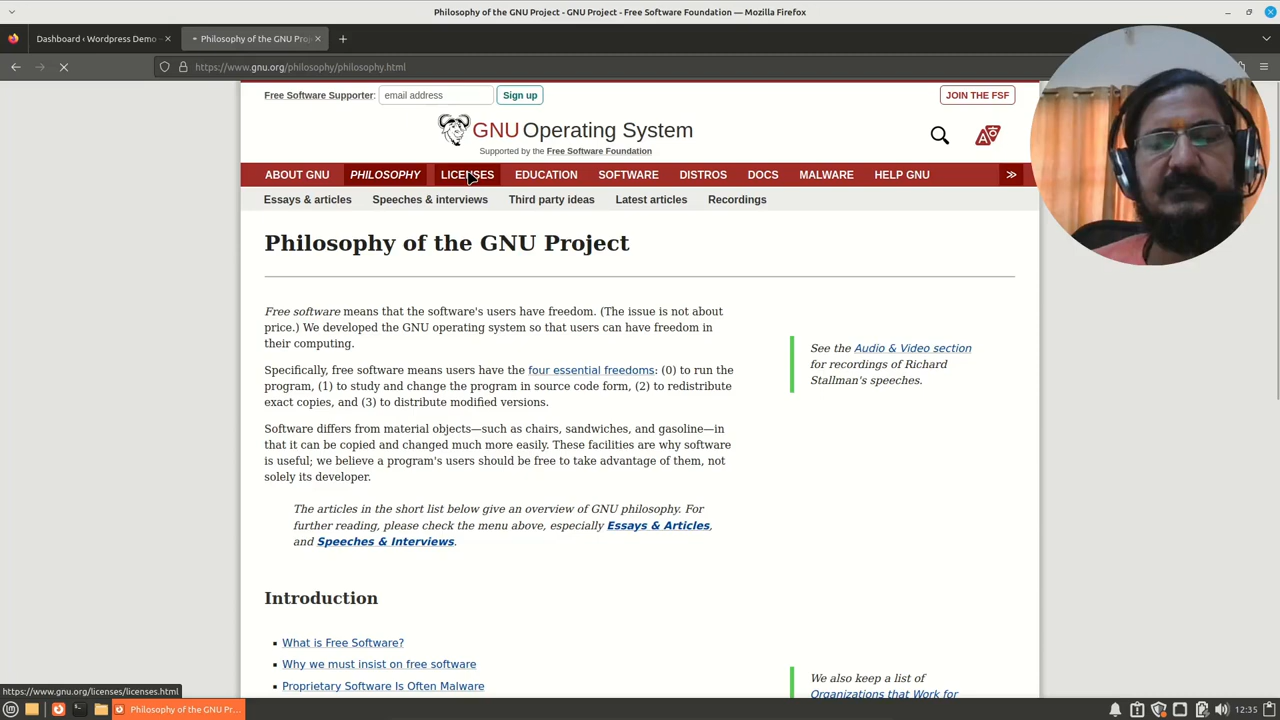 Philosophy of the GNU Project - GNU Project - Free Software Foundation — Mozilla Firefox
Dashboard ‹ Wordpress Demo
Philosophy of the GNU Proj
https://www.gnu.org/philosophy/philosophy.html
Free Software Supporter: email address Sign up
JOIN THE FSF
GNU Operating System
Supported by the Free Software Foundation
ABOUT GNU PHILOSOPHY LICENSES EDUCATION SOFTWARE DISTROS DOCS MALWARE HELP GNU
Essays & articles Speeches & interviews Third party ideas Latest articles Recordings
Philosophy of the GNU Project
Free software means that the software's users have freedom. (The issue is not about
price.) We developed the GNU operating system so that users can have freedom in
their computing.
Specifically, free software means users have the four essential freedoms: (0) to run the
program, (1) to study and change the program in source code form, (2) to redistribute
exact copies, and (3) to distribute modified versions.
Software differs from material objects—such as chairs, sandwiches, and gasoline—in
that it can be copied and changed much more easily. These facilities are why software
is useful; we believe a program's users should be free to take advantage of them, not
solely its developer.
The articles in the short list below give an overview of GNU philosophy. For
further reading, please check the menu above, especially Essays & Articles,
and Speeches & Interviews.
See the Audio & Video section
for recordings of Richard
Stallman's speeches.
Introduction
What is Free Software?
Why we must insist on free software
Proprietary Software Is Often Malware
We also keep a list of
Organizations that Work for
https://www.gnu.org/licenses/licenses.html
Philosophy of the GNU Pr...
12:35